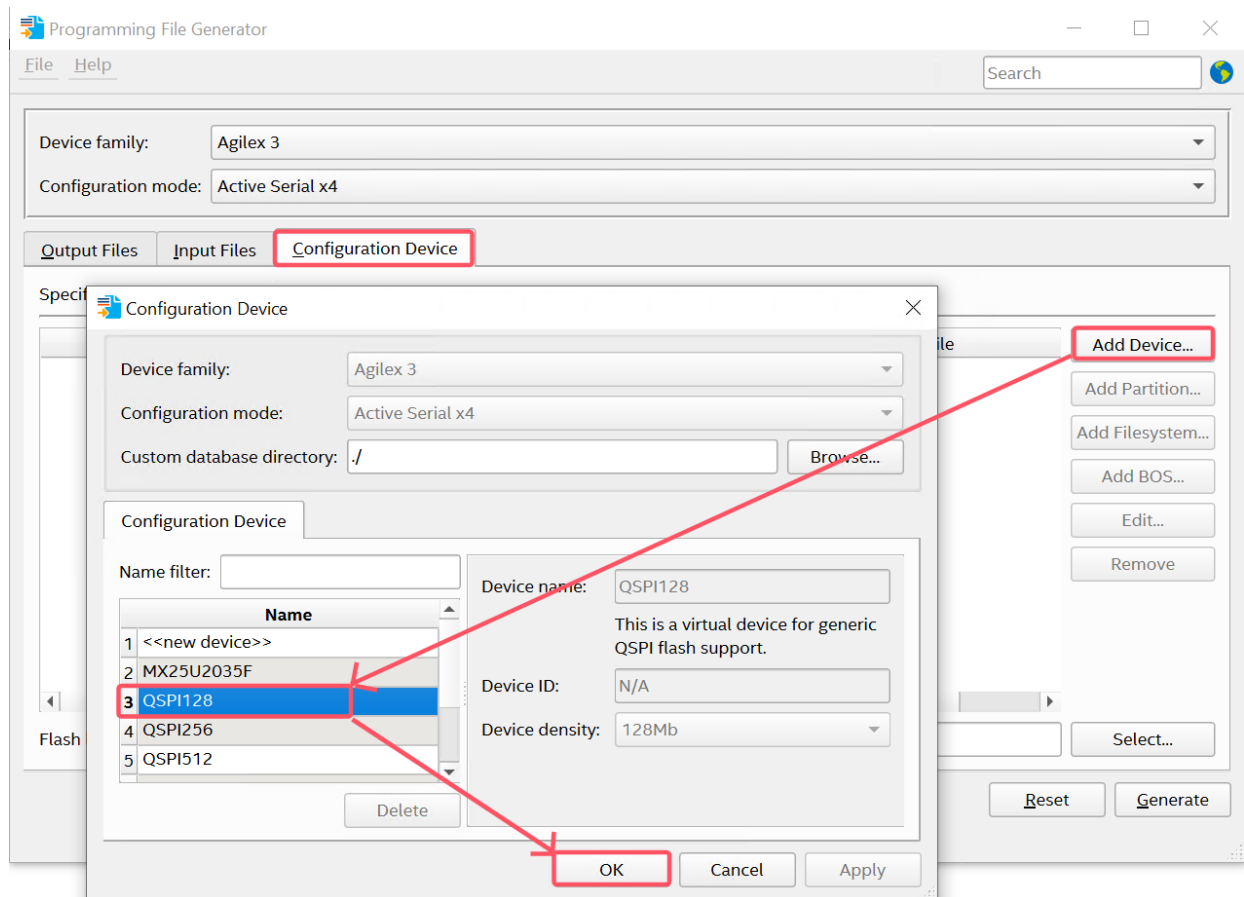 Programming File Generator
File Help
Search
Device family: Agilex 3
Configuration mode: Active Serial x4
Output Files Input Files Configuration Device
Specif
ile
Add Device...
Add Partition...
Add Filesystem...
Add BOS...
Edit...
Remove
Configuration Device
Device family: Agilex 3
Configuration mode: Active Serial x4
Custom database directory: ./ Browse...
Configuration Device
Name filter:
Name
1 <<new device>>
2 MX25U2035F
3 QSPI128
4 QSPI256
5 QSPI512
Delete
Device name: QSPI128
This is a virtual device for generic
QSPI flash support.
Device ID: N/A
Device density: 128Mb
OK Cancel Apply
Flash
Select...
Reset Generate